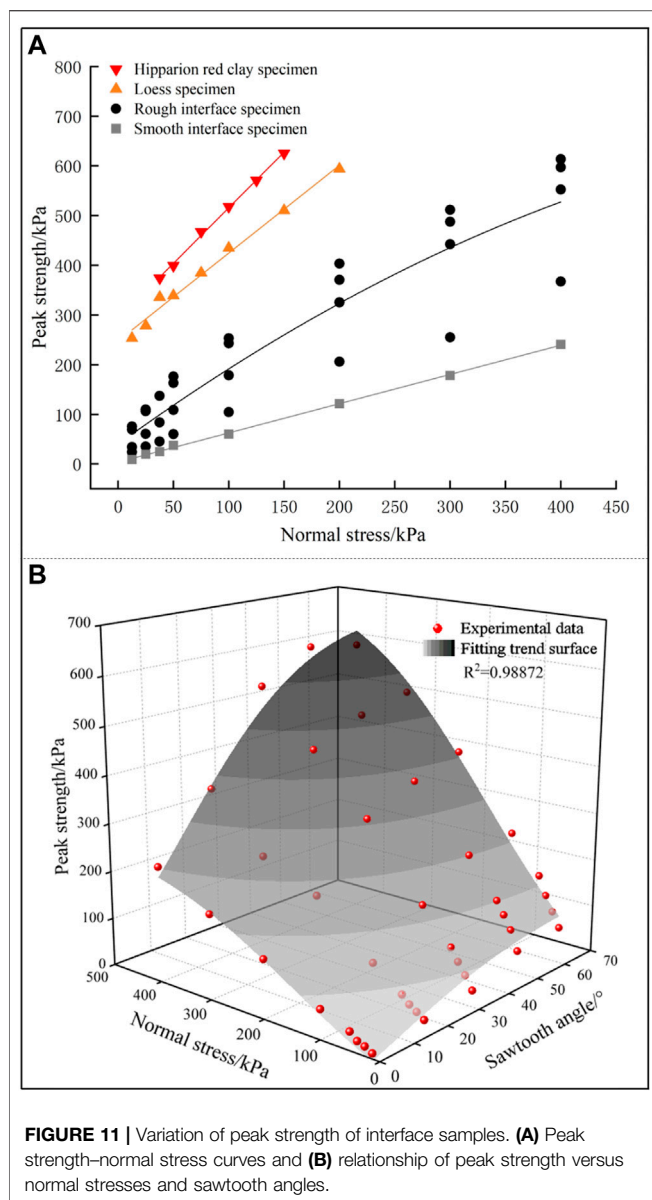 A
800
700
600
500
400
300
200
100
0
Peak strength/kPa
Hipparion red clay specimen
Loess specimen
Rough interface specimen
Smooth interface specimen
0 50 100 150 200 250 300 350 400 450
Normal stress/kPa
B
700
600
500
400
300
200
100
0
Peak strength/kPa
Experimental data
Fitting trend surface
R²=0.98872
500 400 300 200 100 0
Normal stress/kPa
0 10 20 30 40 50 60 70
Sawtooth angle/°
FIGURE 11 | Variation of peak strength of interface samples. (A) Peak
strength–normal stress curves and (B) relationship of peak strength versus
normal stresses and sawtooth angles.